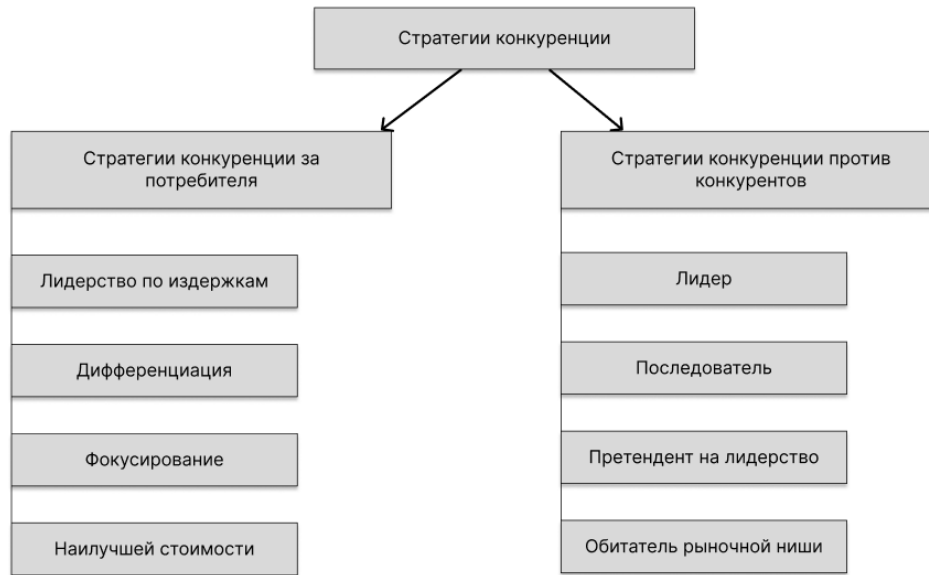 Стратегии конкуренции
Стратегии конкуренции за
потребителя
Лидерство по издержкам
Дифференциация
Фокусирование
Наилучшей стоимости
Стратегии конкуренции против
конкурентов
Лидер
Последователь
Претендент на лидерство
Обитатель рыночной ниши